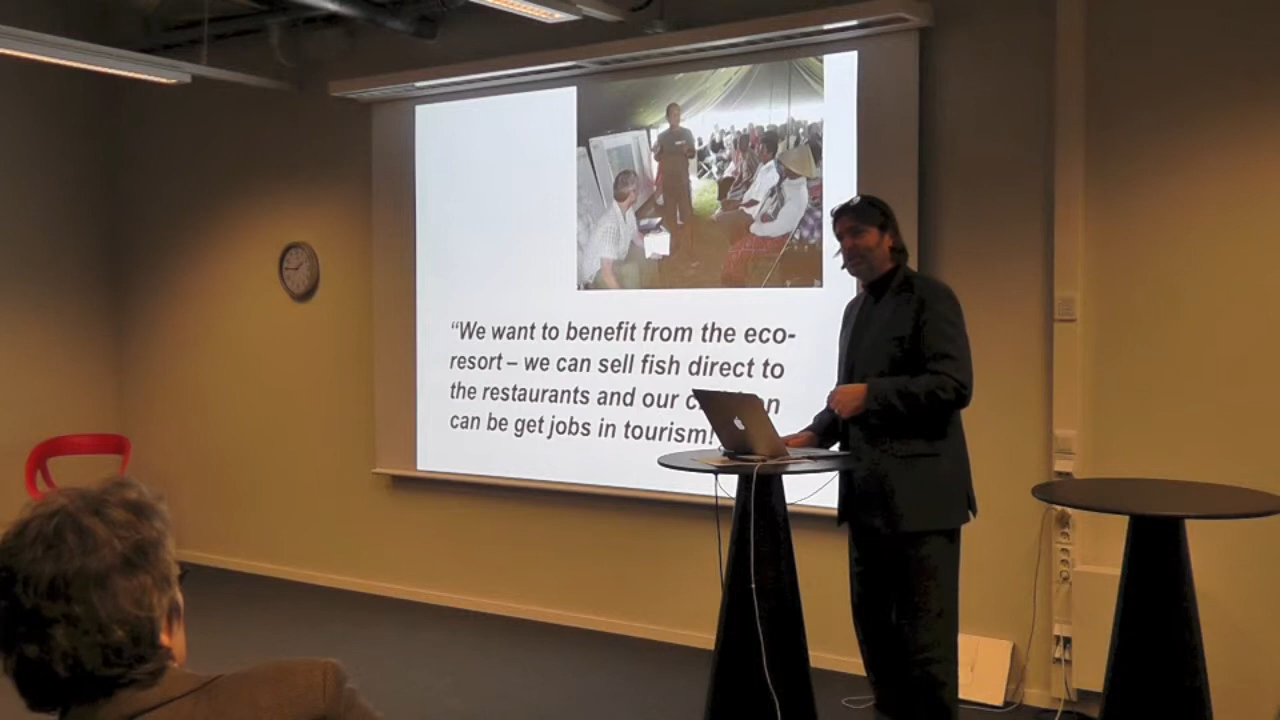 “We want to benefit from the eco-
resort – we can sell fish direct to
the restaurants and our
can be get jobs in tourism!